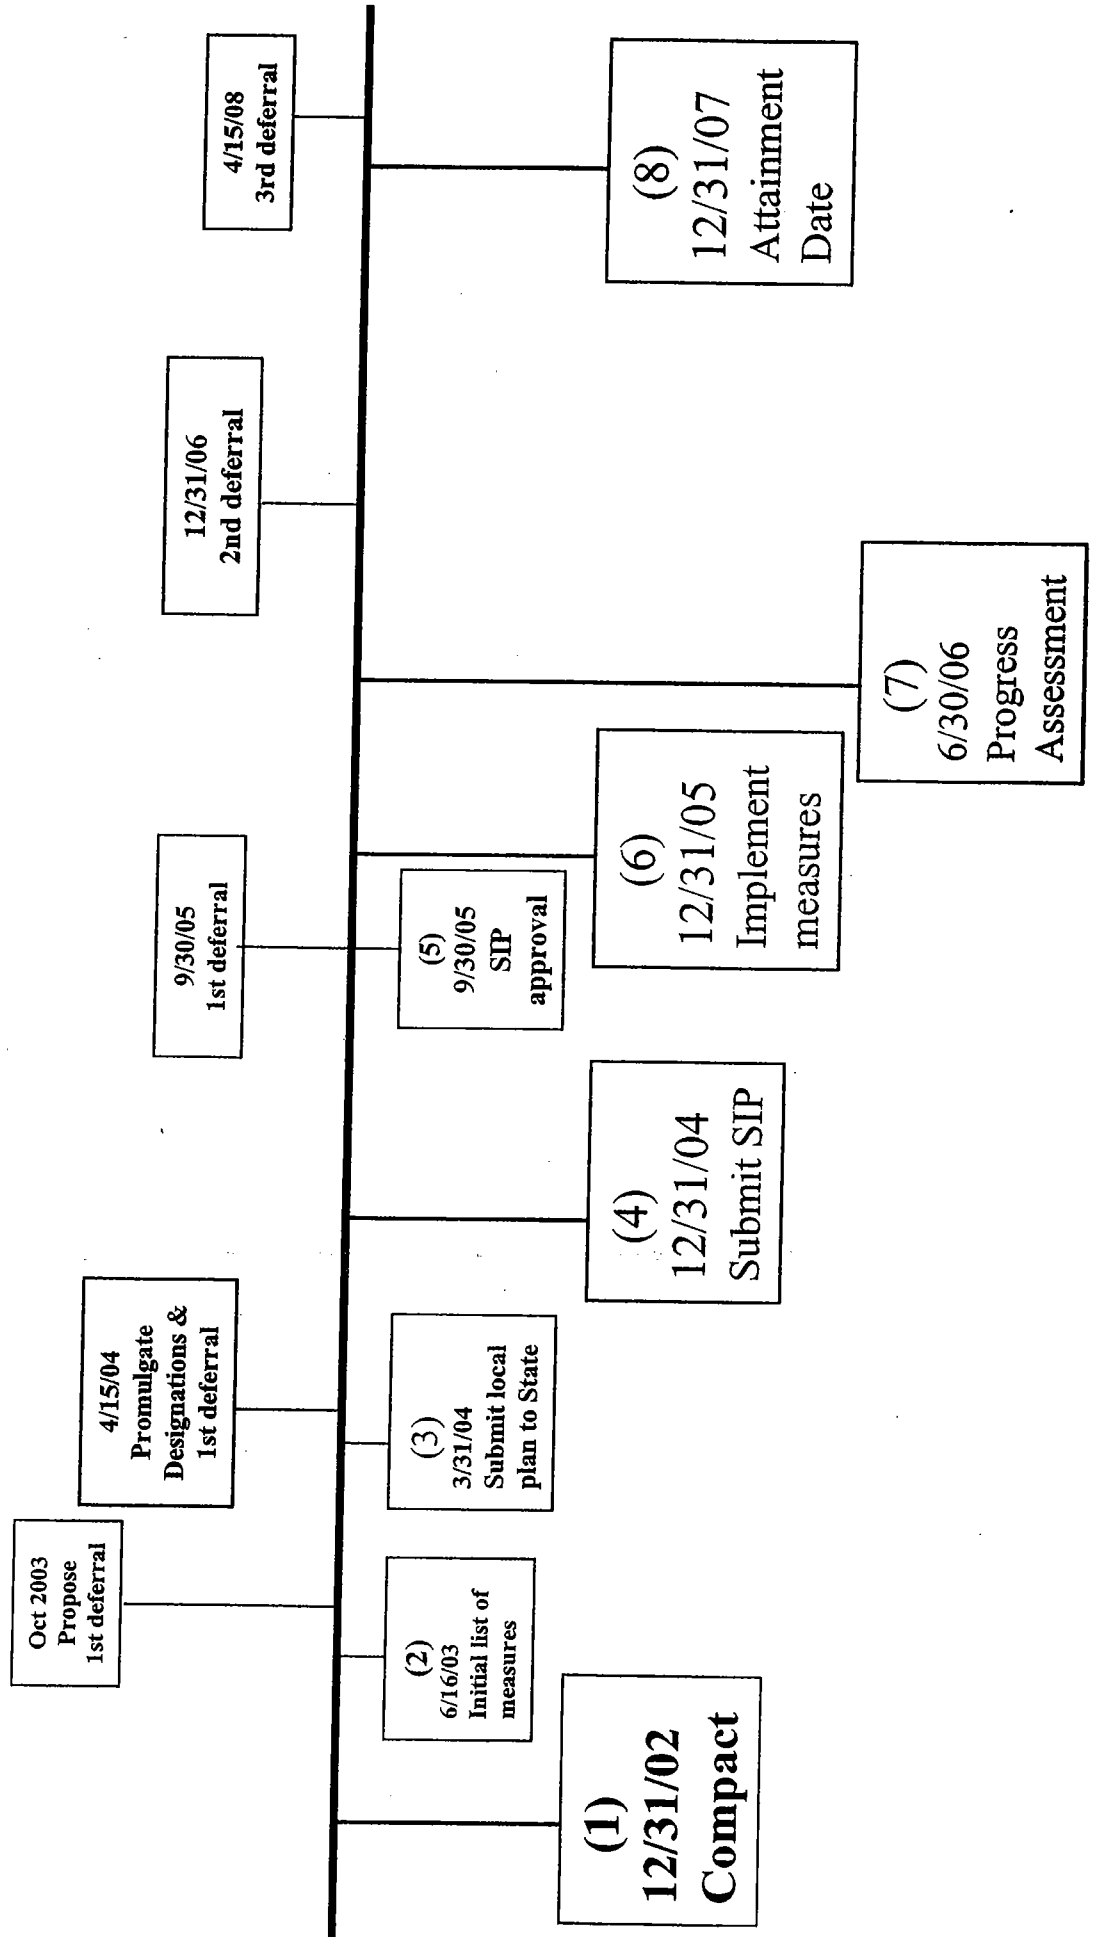 Oct 2003
Propose
1st deferral
4/15/04
Promulgate
Designations &
1st deferral
9/30/05
1st deferral
12/31/06
2nd deferral
4/15/08
3rd deferral
(1)
12/31/02
Compact
(2)
6/16/03
Initial list of
measures
(3)
3/31/04
Submit local
plan to State
(4)
12/31/04
Submit SIP
(5)
9/30/05
SIP
approval
(6)
12/31/05
Implement
measures
(7)
6/30/06
Progress
Assessment
(8)
12/31/07
Attainment
Date